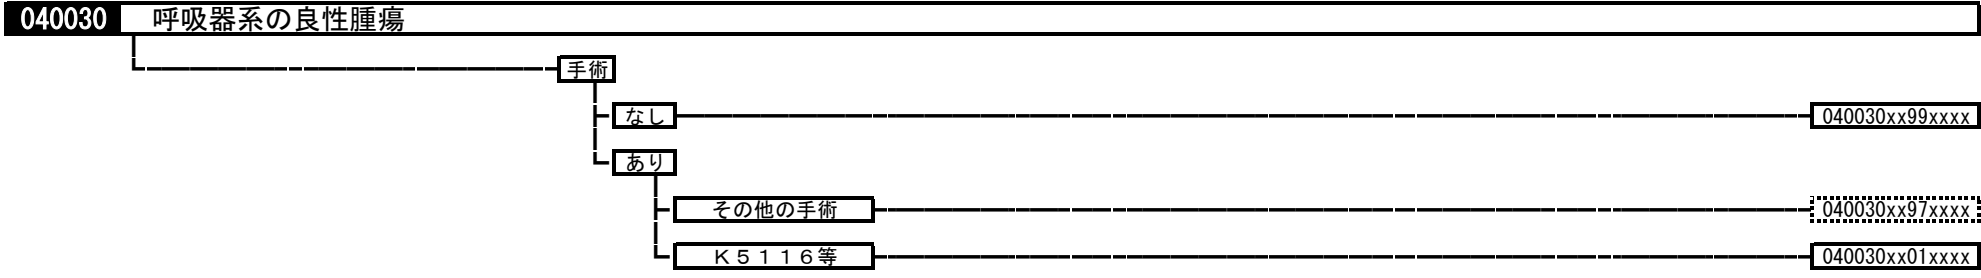 040030 呼吸器系の良性腫瘍
手術
なし 040030xx99xxxx
あり
その他の手術 040030xx97xxxx
Ｋ５１１６等 040030xx01xxxx